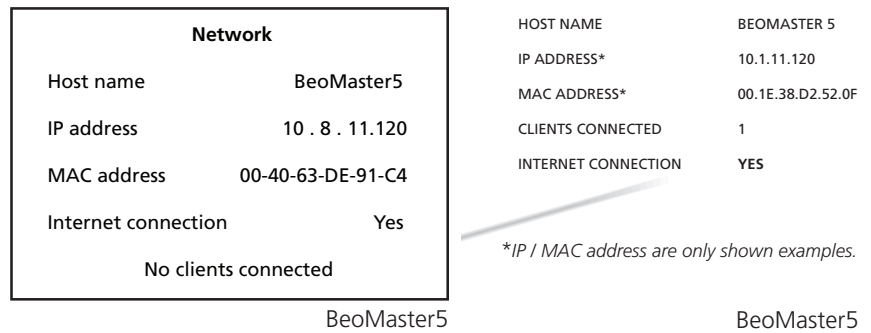 Network
Host name BeoMaster5
IP address 10 . 8 . 11.120
MAC address 00-40-63-DE-91-C4
Internet connection Yes
No clients connected
BeoMaster5
HOST NAME BEOMASTER 5
IP ADDRESS* 10.1.11.120
MAC ADDRESS* 00.1E.38.D2.52.0F
CLIENTS CONNECTED 1
INTERNET CONNECTION YES
*IP / MAC address are only shown examples.
BeoMaster5